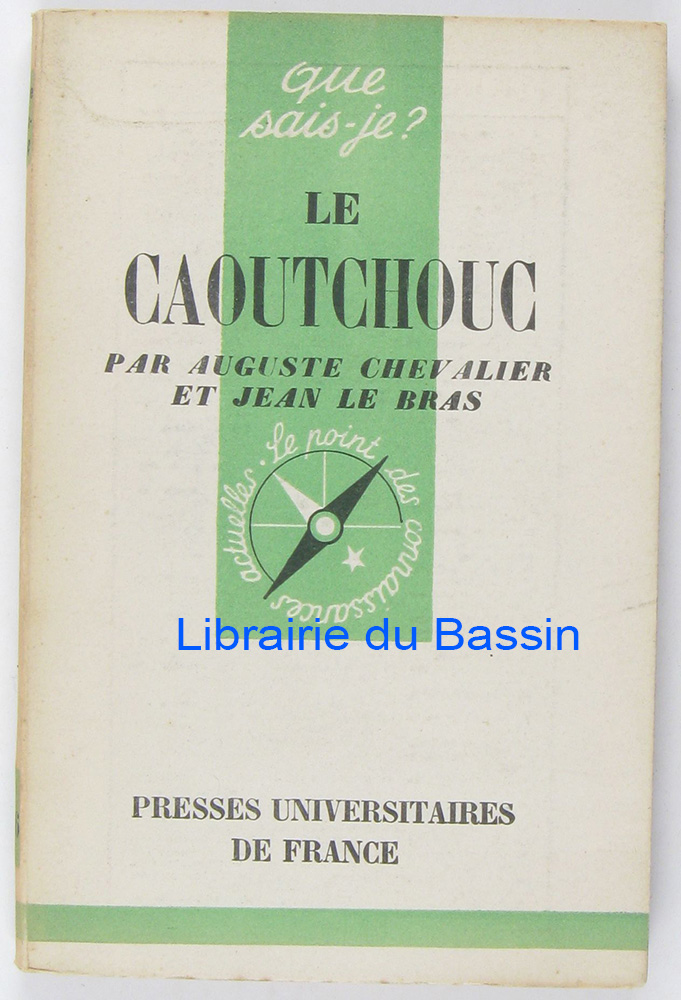 que
sais-je?
LE
CAOUTCHOUC
PAR AUGUSTE CHEVALIER
ET JEAN LE BRAS
Le point des connaissances actuelles.
Librairie du Bassin
PRESSES UNIVERSITAIRES
DE FRANCE